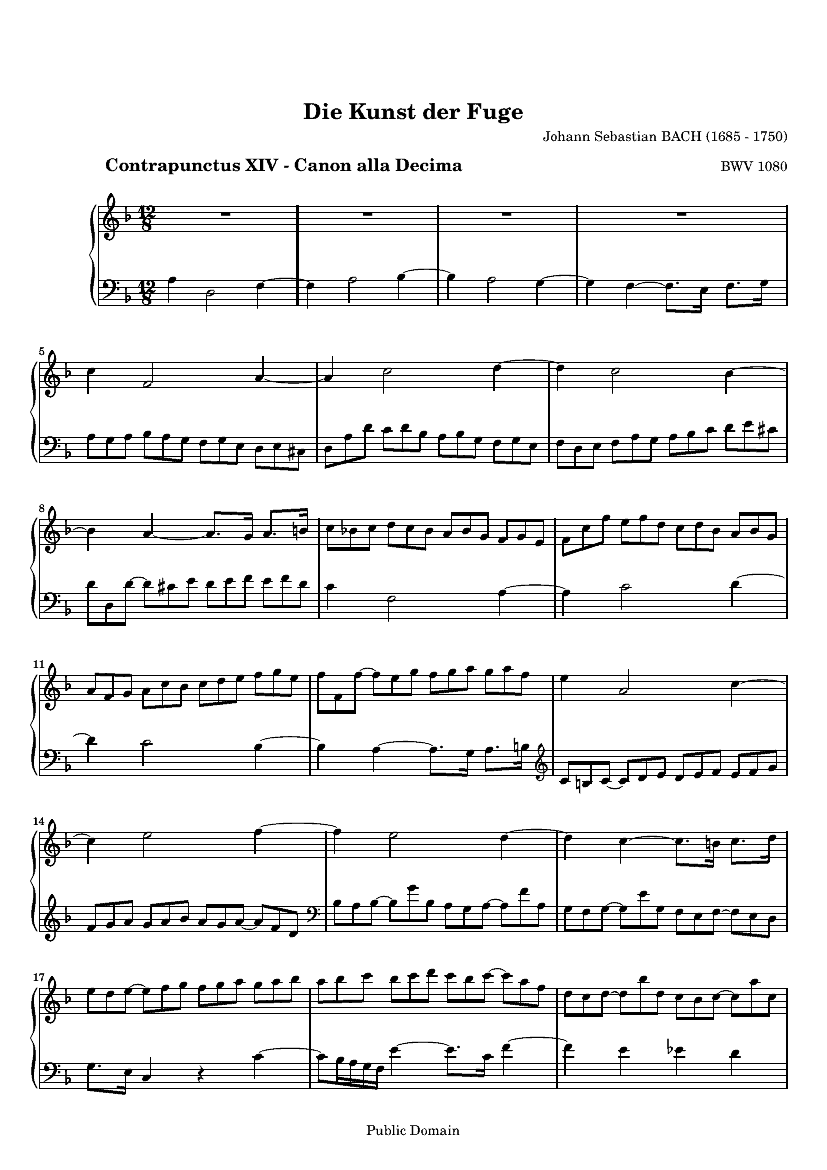 Die Kunst der Fuge
Johann Sebastian BACH (1685 - 1750)
Contrapunctus XIV - Canon alla Decima
BWV 1080
12
8
12
8
5
8
11
14
17
Public Domain